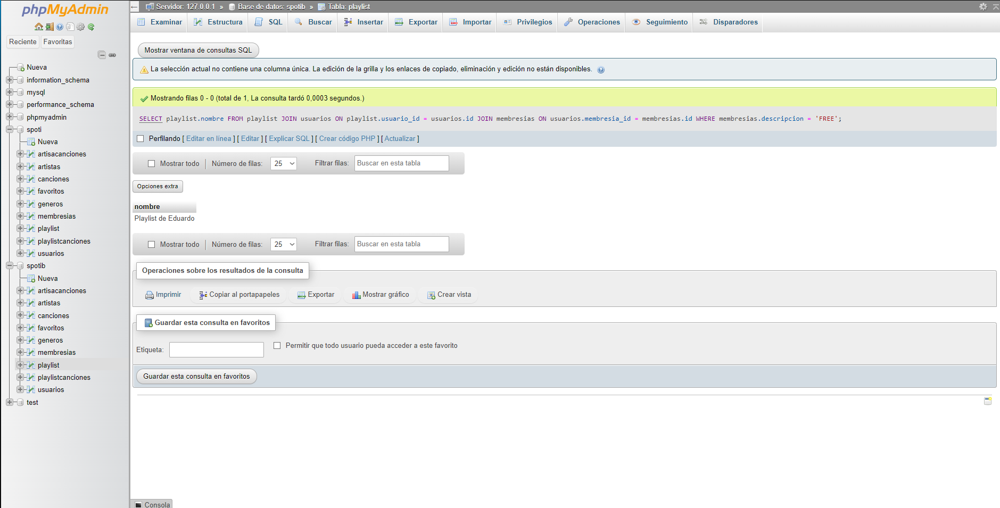 phpMyAdmin
Reciente Favoritas
Nueva
information_schema
mysql
performance_schema
phpmyadmin
spoti
Nueva
artisacanciones
artistas
canciones
favoritos
generos
membresias
playlist
playlistcanciones
usuarios
spotib
Nueva
artisacanciones
artistas
canciones
favoritos
generos
membresias
playlist
playlistcanciones
usuarios
test
Servidor: 127.0.0.1 » Base de datos: spotib » Tabla: playlist
Examinar Estructura SQL Buscar Insertar Exportar Importar Privilegios Operaciones Seguimiento Disparadores
Mostrar ventana de consultas SQL
La selección actual no contiene una columna única. La edición de la grilla y los enlaces de copiado, eliminación y edición no están disponibles.
Mostrando filas 0 - 0 (total de 1, La consulta tardó 0,0003 segundos.)
SELECT playlist.nombre FROM playlist JOIN usuarios ON playlist.usuario_id = usuarios.id JOIN membresias ON usuarios.membresia_id = membresias.id WHERE membresias.descripcion = 'FREE';
Perfilando [ Editar en línea ] [ Editar ] [ Explicar SQL ] [ Crear código PHP ] [ Actualizar ]
Mostrar todo | Número de filas: 25 Filtrar filas: Buscar en esta tabla
Opciones extra
nombre
Playlist de Eduardo
Mostrar todo | Número de filas: 25 Filtrar filas: Buscar en esta tabla
Operaciones sobre los resultados de la consulta
Imprimir Copiar al portapapeles Exportar Mostrar gráfico Crear vista
Guardar esta consulta en favoritos
Etiqueta: Permitir que todo usuario pueda acceder a este favorito
Guardar esta consulta en favoritos
Consola